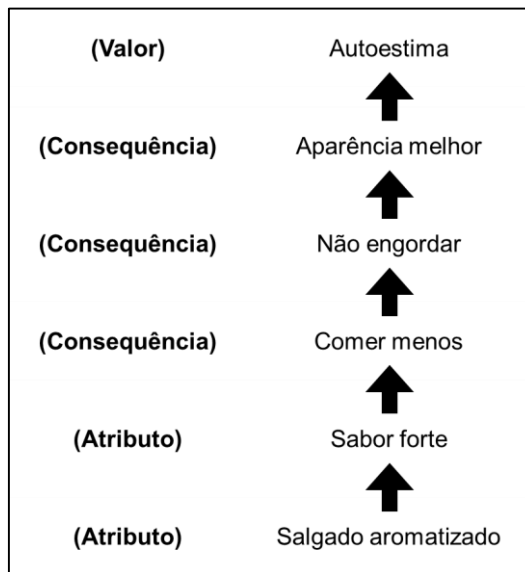 (Valor) Autoestima
(Consequência) Aparência melhor
(Consequência) Não engordar
(Consequência) Comer menos
(Atributo) Sabor forte
(Atributo) Salgado aromatizado